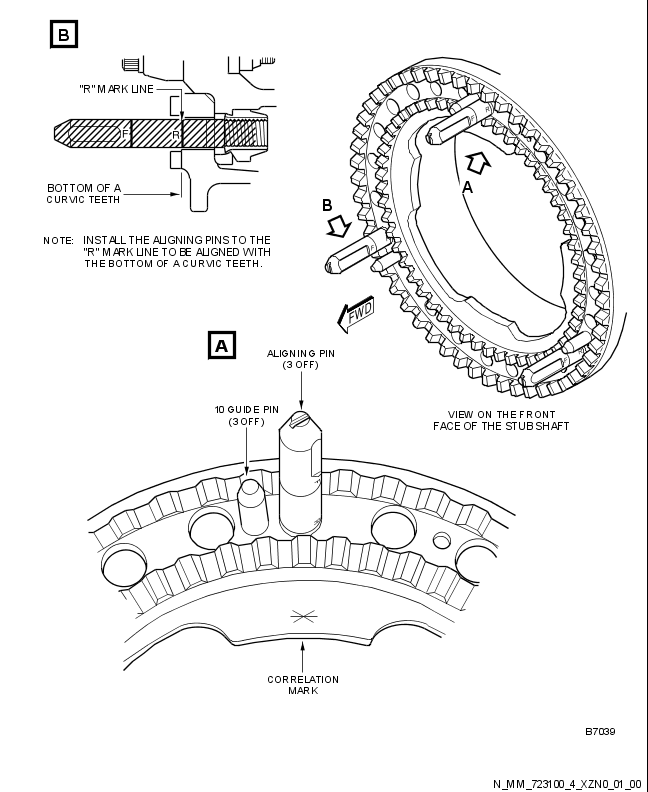 B
"R" MARK LINE
F
R
BOTTOM OF A
CURVIC TEETH
NOTE: INSTALL THE ALIGNING PINS TO THE
"R" MARK LINE TO BE ALIGNED WITH
THE BOTTOM OF A CURVIC TEETH.
R
F
A
B
F
FWD
R
F
VIEW ON THE FRONT
FACE OF THE STUB SHAFT
A
ALIGNING PIN
(3 OFF)
10 GUIDE PIN
(3 OFF)
CORRELATION
MARK
B7039
N_MM_723100_4_XZN0_01_00